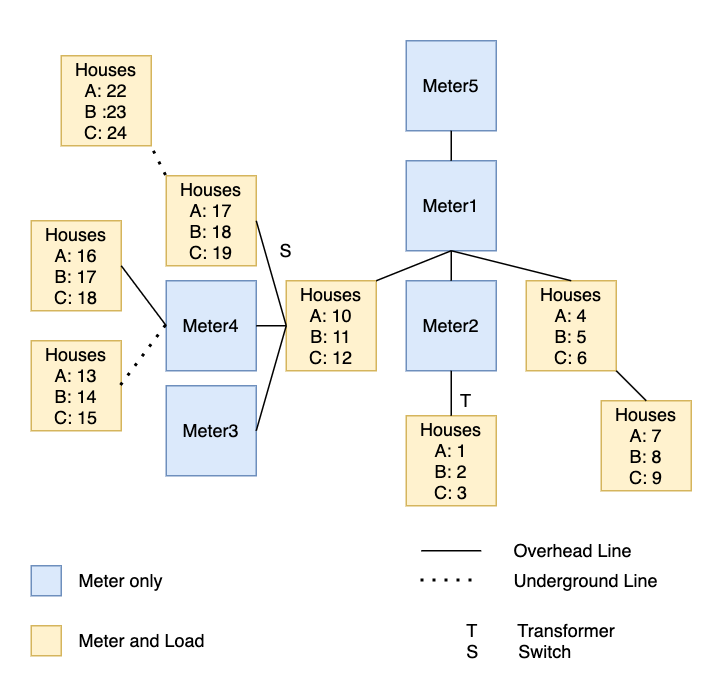 Houses
A: 22
B :23
C: 24
Meter5
Houses
A: 17
B: 18
C: 19
S
Meter1
Houses
A: 16
B: 17
C: 18
Meter4
Houses
A: 10
B: 11
C: 12
Meter2
Houses
A: 4
B: 5
C: 6
Houses
A: 13
B: 14
C: 15
Meter3
T
Houses
A: 1
B: 2
C: 3
Houses
A: 7
B: 8
C: 9
Meter only
Meter and Load
Overhead Line
Underground Line
T Transformer
S Switch